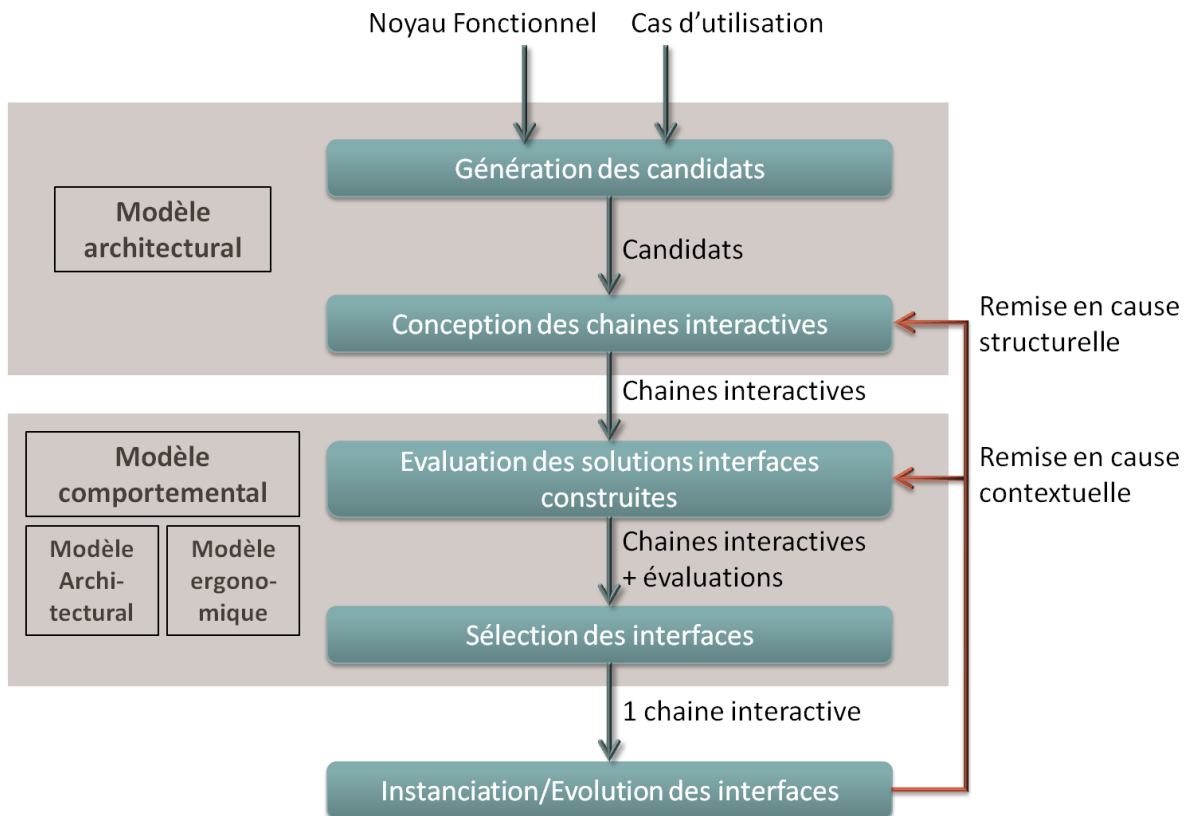 Noyau Fonctionnel
Cas d'utilisation
Génération des candidats
Modèle
architectural
Candidats
Conception des chaines interactives
Remise en cause
structurelle
Chaines interactives
Modèle
comportemental
Evaluation des solutions interfaces
construites
Remise en cause
contextuelle
Modèle
Archi-
tectural
Modèle
ergono-
mique
Chaines interactives
+ évaluations
Sélection des interfaces
1 chaine interactive
Instanciation/Evolution des interfaces